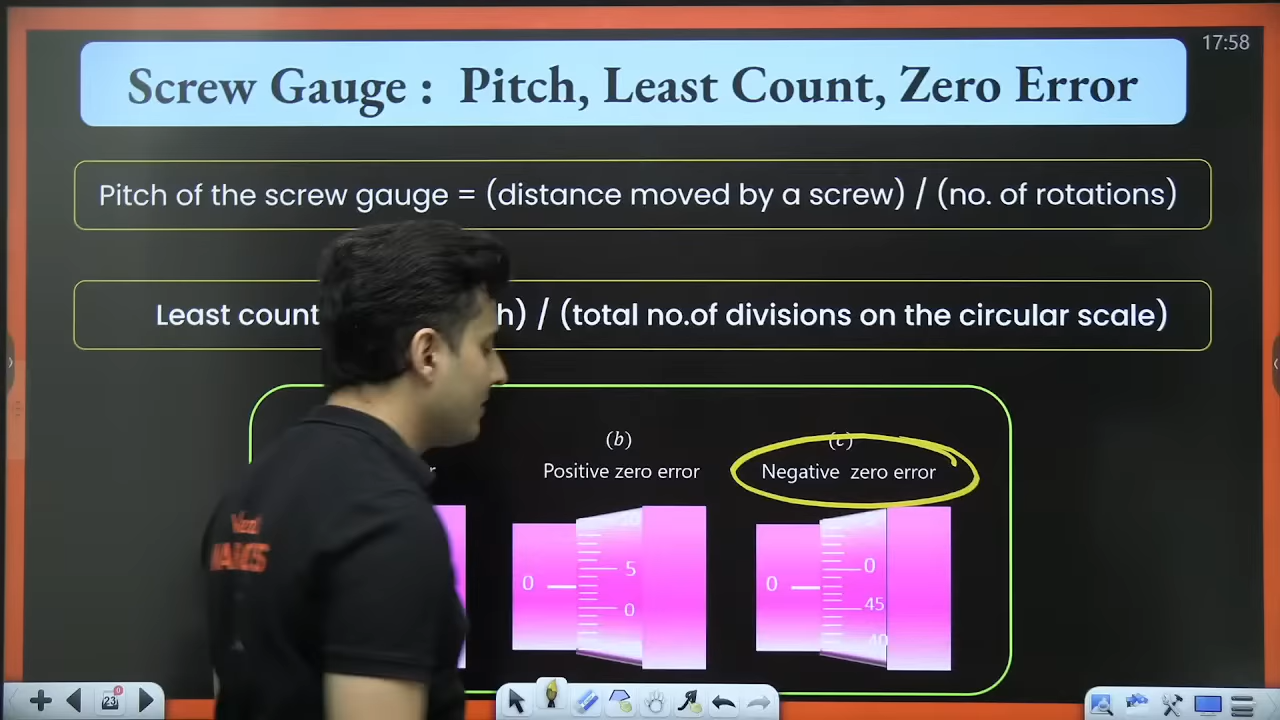 17:58
Screw Gauge : Pitch, Least Count, Zero Error
Pitch of the screw gauge = (distance moved by a screw) / (no. of rotations)
Least count h) / (total no.of divisions on the circular scale)
(b)
(c)
Positive zero error
Negative zero error
0
5
0
0
0
45
40
23